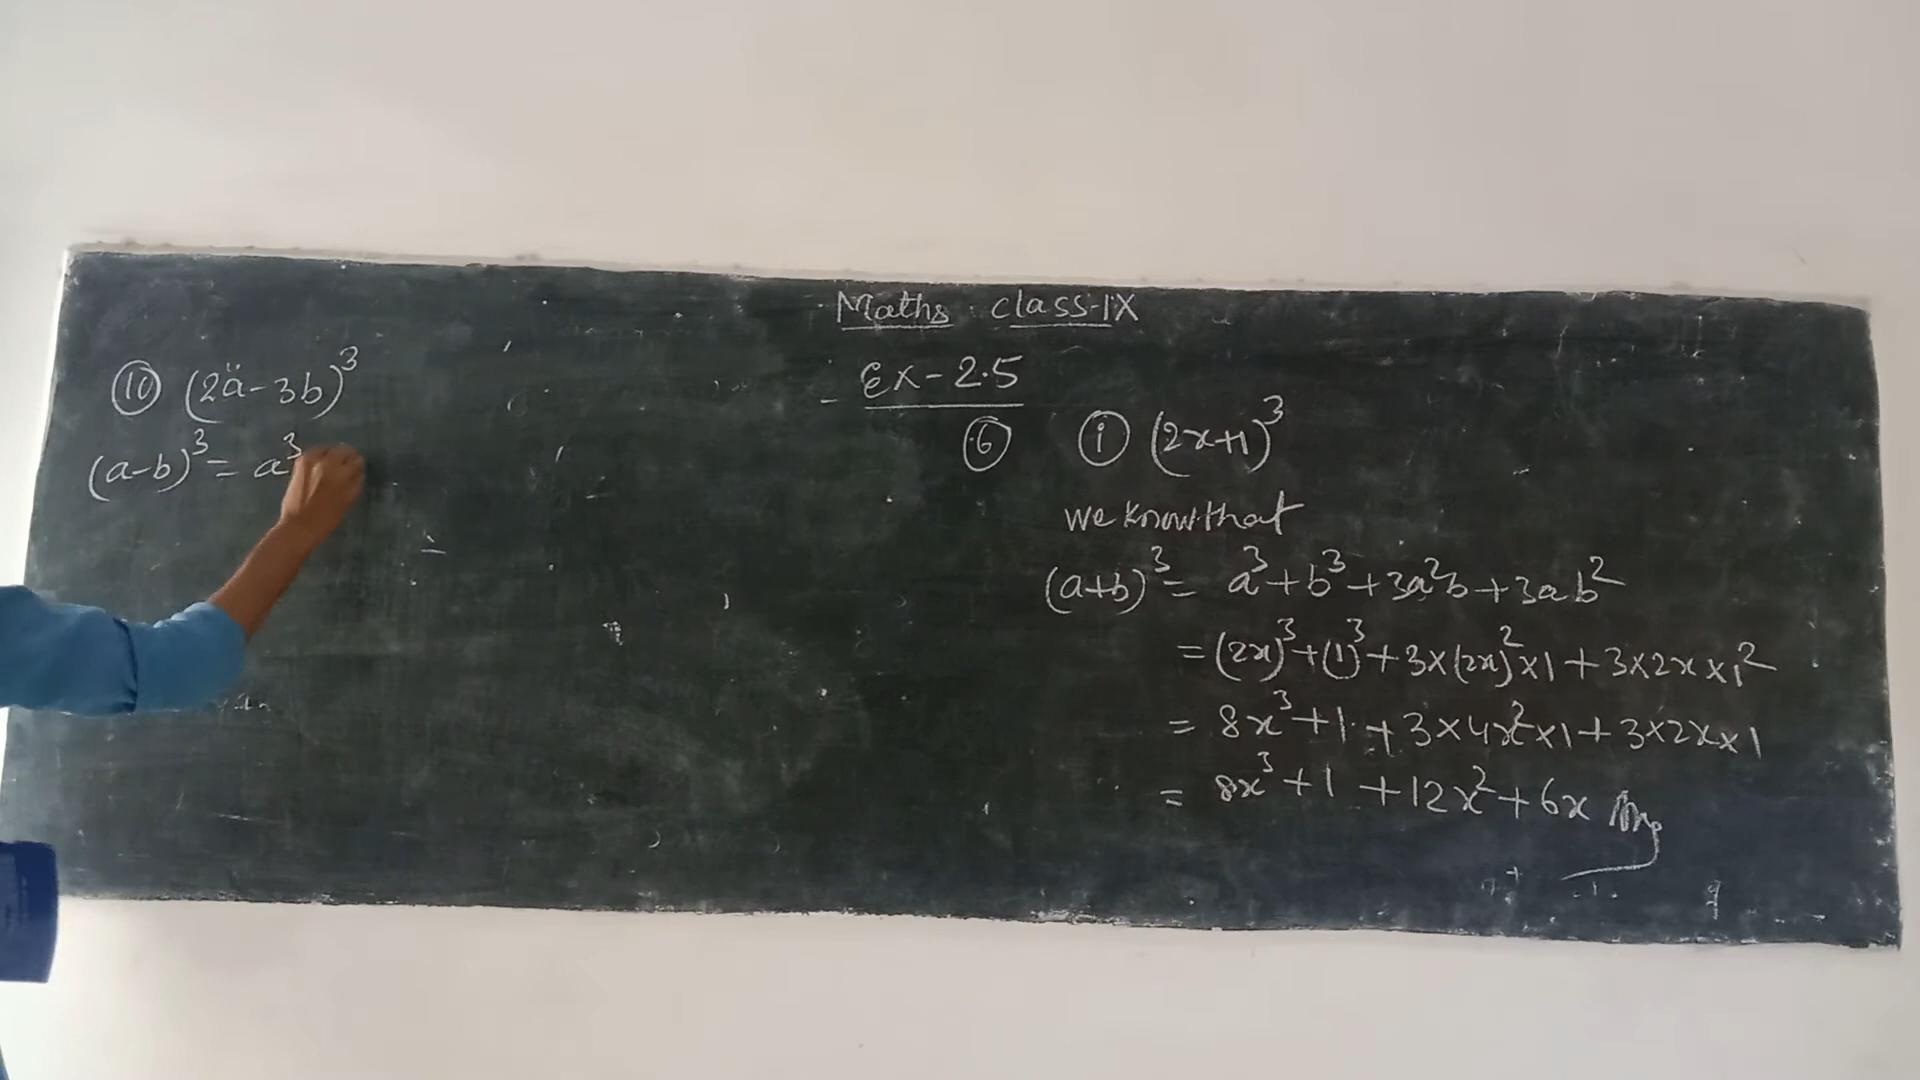 Maths class-IX
Ex-2.5
(ii) (2a-3b)³
(a-b)³ = a³
(6) (i) (2x+1)³
we know that
(a+b)³ = a³+b³+3a²b+3ab²
= (2x)³+(1)³+3×(2x)²×1+3×2x×1²
= 8x³+1+3×4x²×1+3×2x×1
= 8x³+1+12x²+6x Ans